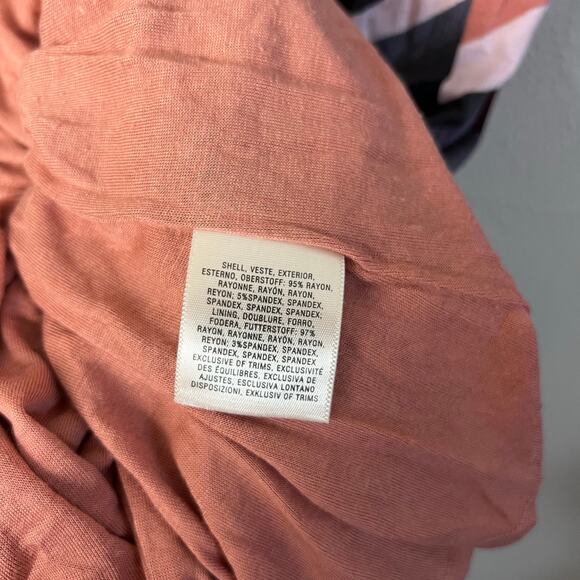 SHELL, VESTE, EXTERIOR,
ESTERNO, OBERSTOFF: 95% RAYON,
RAYONNE, RAYÓN, RAYON,
REYON; 5%SPANDEX, SPANDEX,
SPANDEX, SPANDEX, SPANDEX;
LINING, DOUBLURE, FORRO,
FODERA, FUTTERSTOFF: 97%
RAYON, RAYONNE, RAYÓN, RAYON,
REYON; 3%SPANDEX, SPANDEX,
SPANDEX, SPANDEX, SPANDEX
EXCLUSIVE OF TRIMS, EXCLUSIVITÉ
DES ÉQUILIBRES, EXCLUSIVA DE
AJUSTES, ESCLUSIVA LONTANO
DISPOSIZIONI, EXKLUSIV OF TRIMS